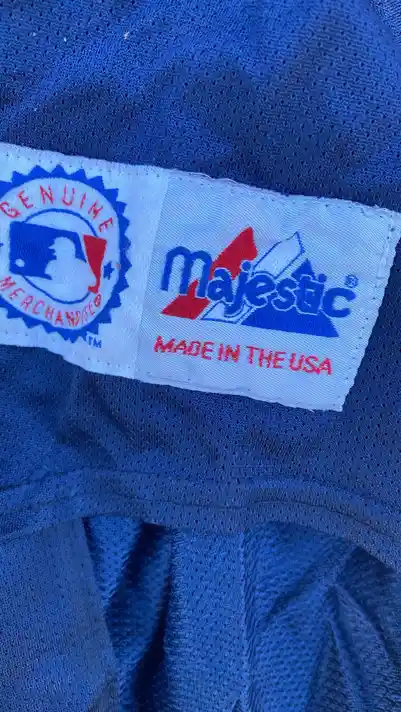 GENUINE
MERCHANDISE
™
Majestic®
MADE IN THE USA